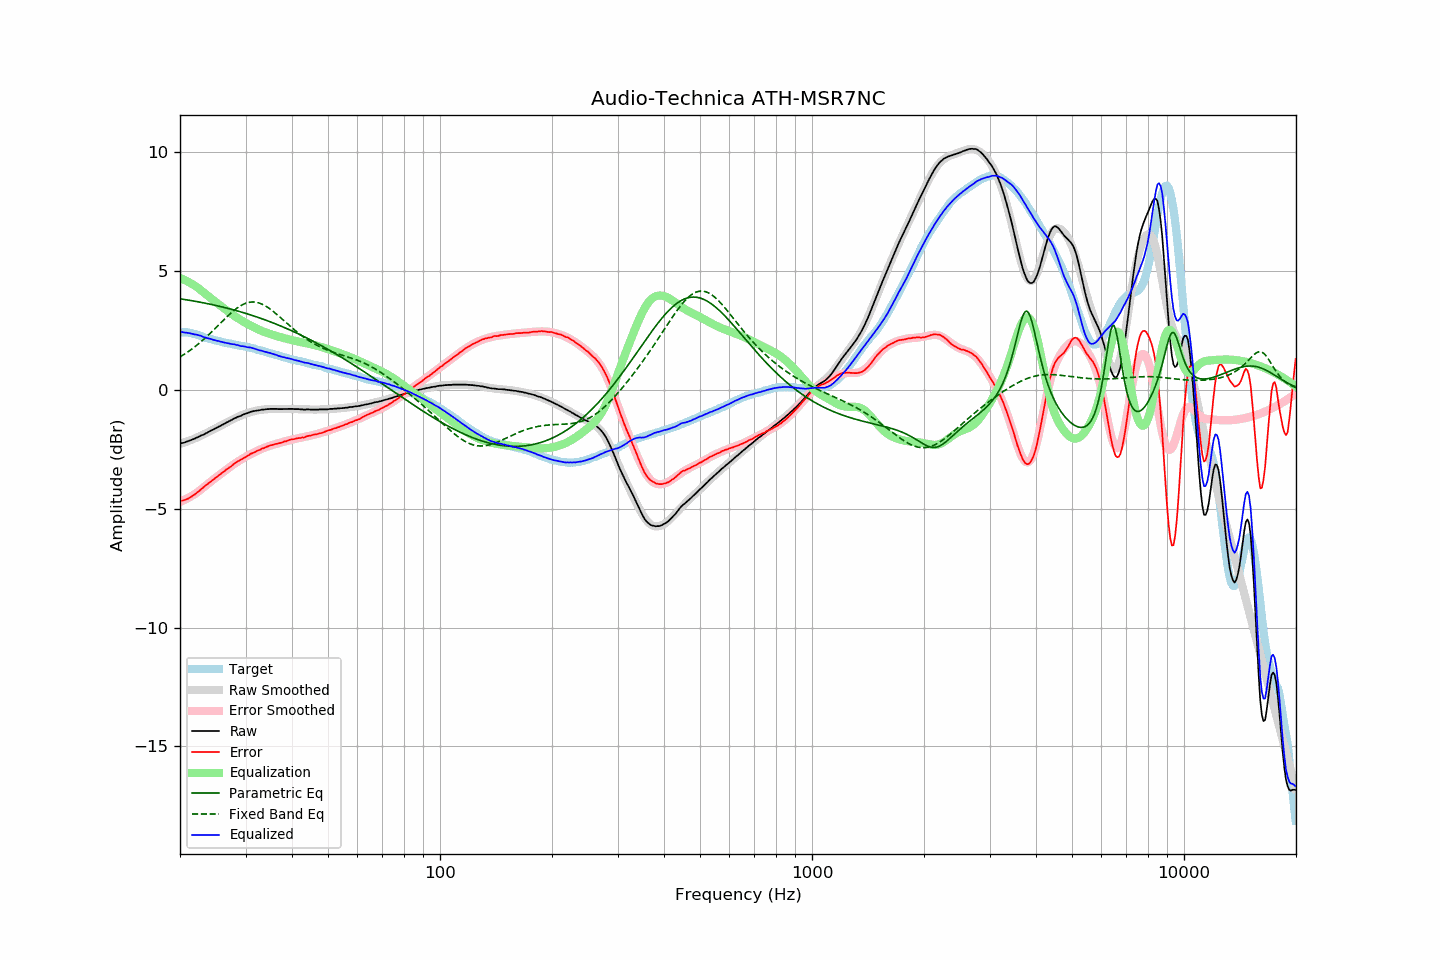 Audio-Technica ATH-MSR7NC
Amplitude (dBr)
10
5
0
−5
−10
−15
Target
Raw Smoothed
Error Smoothed
Raw
Error
Equalization
Parametric Eq
Fixed Band Eq
Equalized
100 1000 10000
Frequency (Hz)